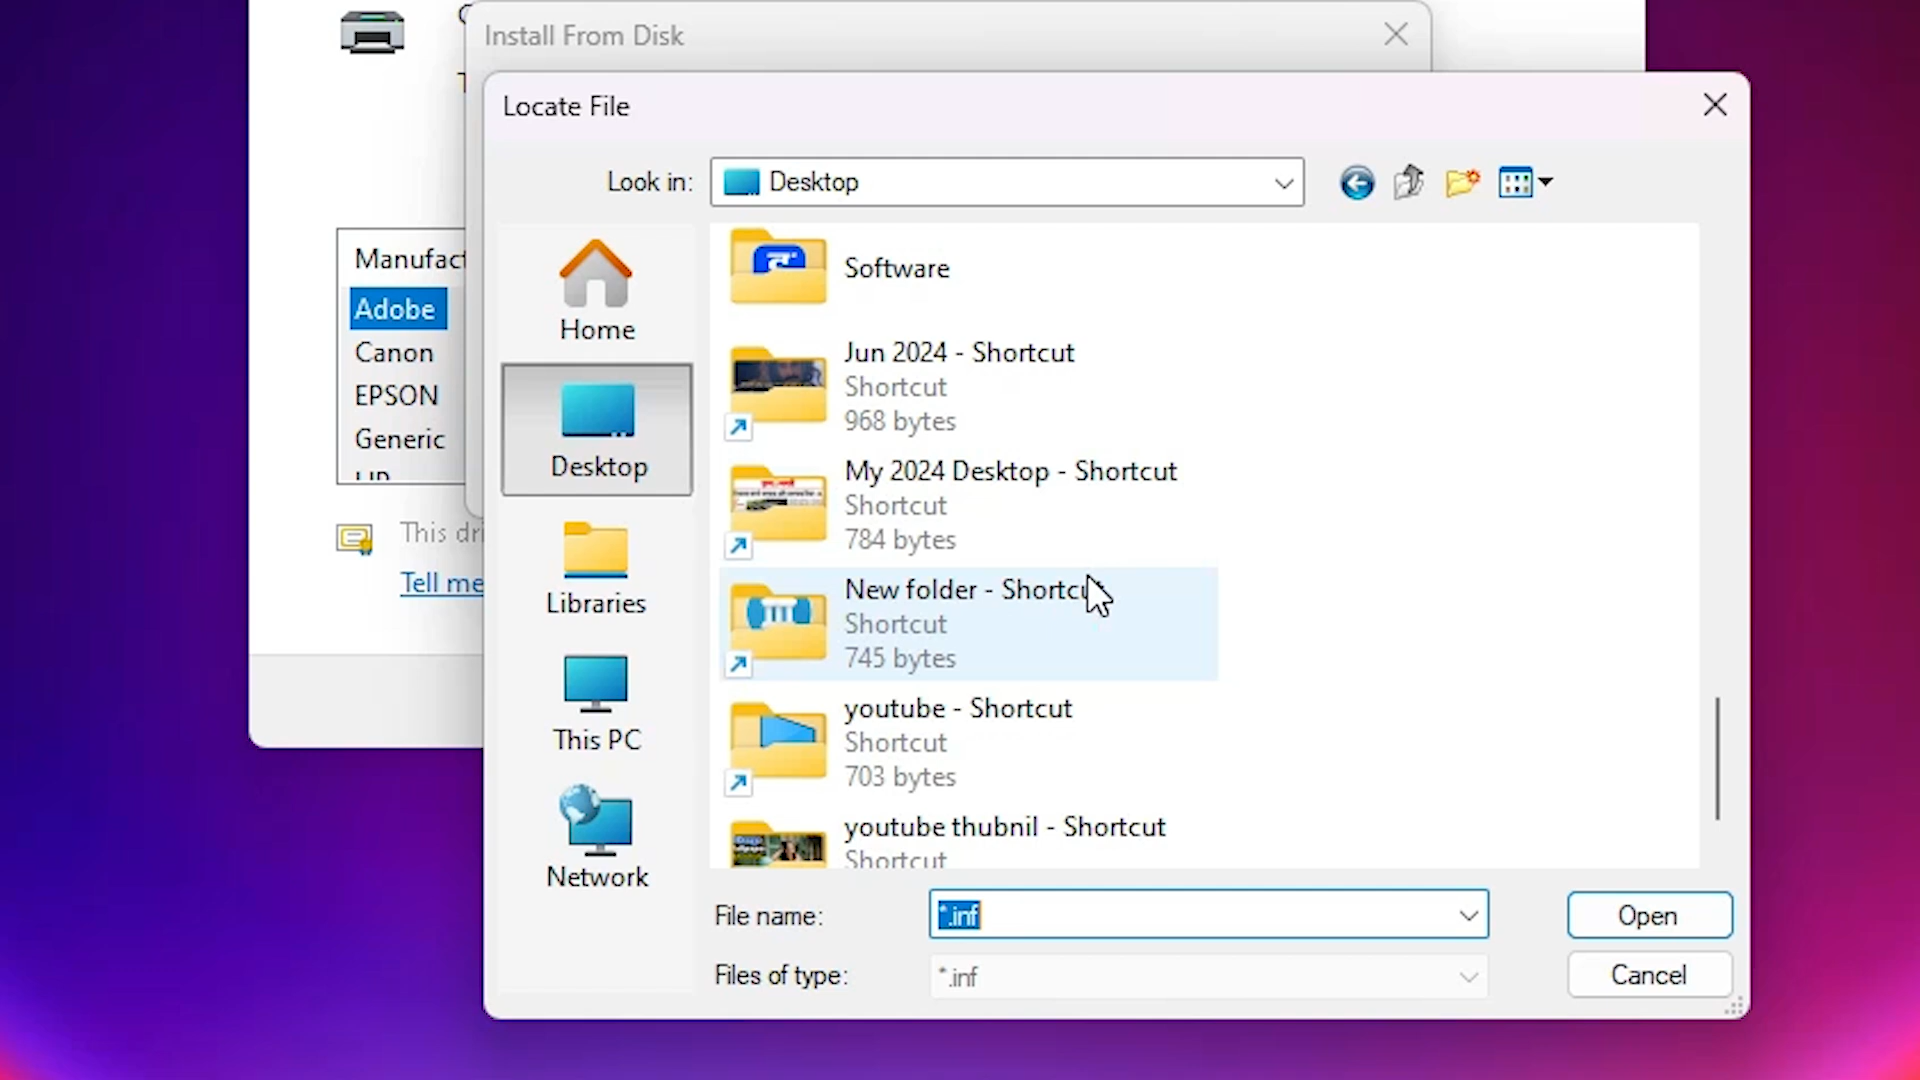 Install From Disk
Locate File
Look in:
Desktop
Manufact
Adobe
Canon
EPSON
Generic
This dri
Tell me
Home
Desktop
Libraries
This PC
Network
Software
Jun 2024 - Shortcut
Shortcut
968 bytes
My 2024 Desktop - Shortcut
Shortcut
784 bytes
New folder - Shortcu
Shortcut
745 bytes
youtube - Shortcut
Shortcut
703 bytes
youtube thubnil - Shortcut
Shortcut
File name:
*.inf
Open
Files of type:
*.inf
Cancel